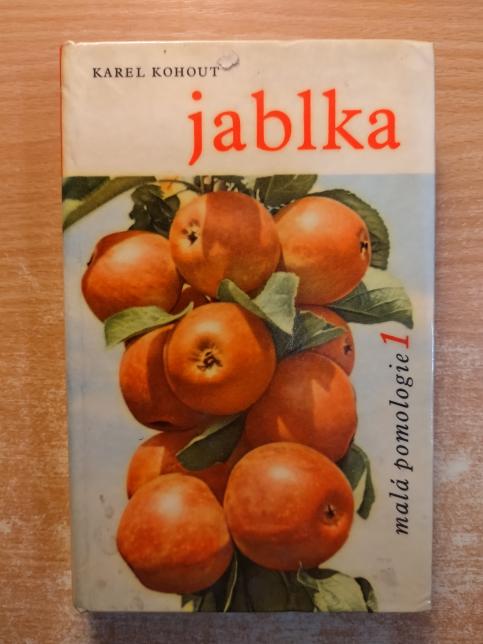 KAREL KOHOUT
jablka
malá pomologie 1